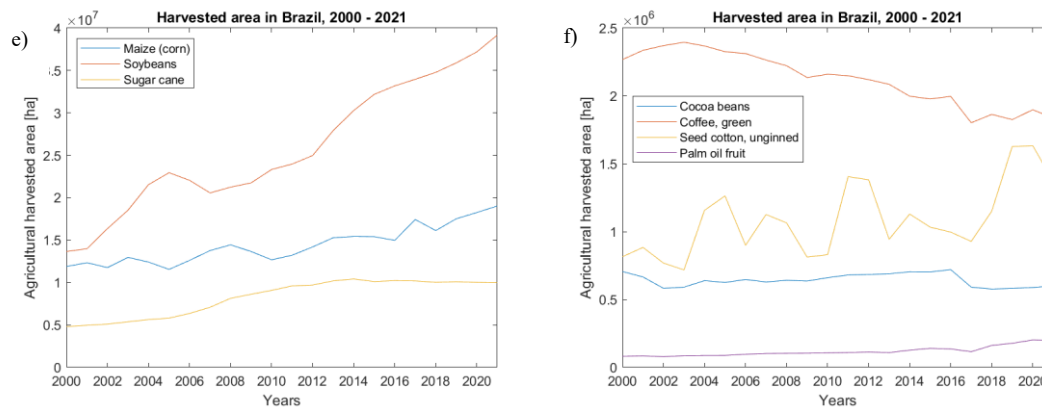 e)
Harvested area in Brazil, 2000 - 2021
×10⁷
4
3.5
3
2.5
2
1.5
1
0.5
0
Agricultural harvested area [ha]
Maize (corn)
Soybeans
Sugar cane
2000 2002 2004 2006 2008 2010 2012 2014 2016 2018 2020
Years
f)
Harvested area in Brazil, 2000 - 2021
×10⁶
2.5
2
1.5
1
0.5
0
Agricultural harvested area [ha]
Cocoa beans
Coffee, green
Seed cotton, unginned
Palm oil fruit
2000 2002 2004 2006 2008 2010 2012 2014 2016 2018 2020
Years